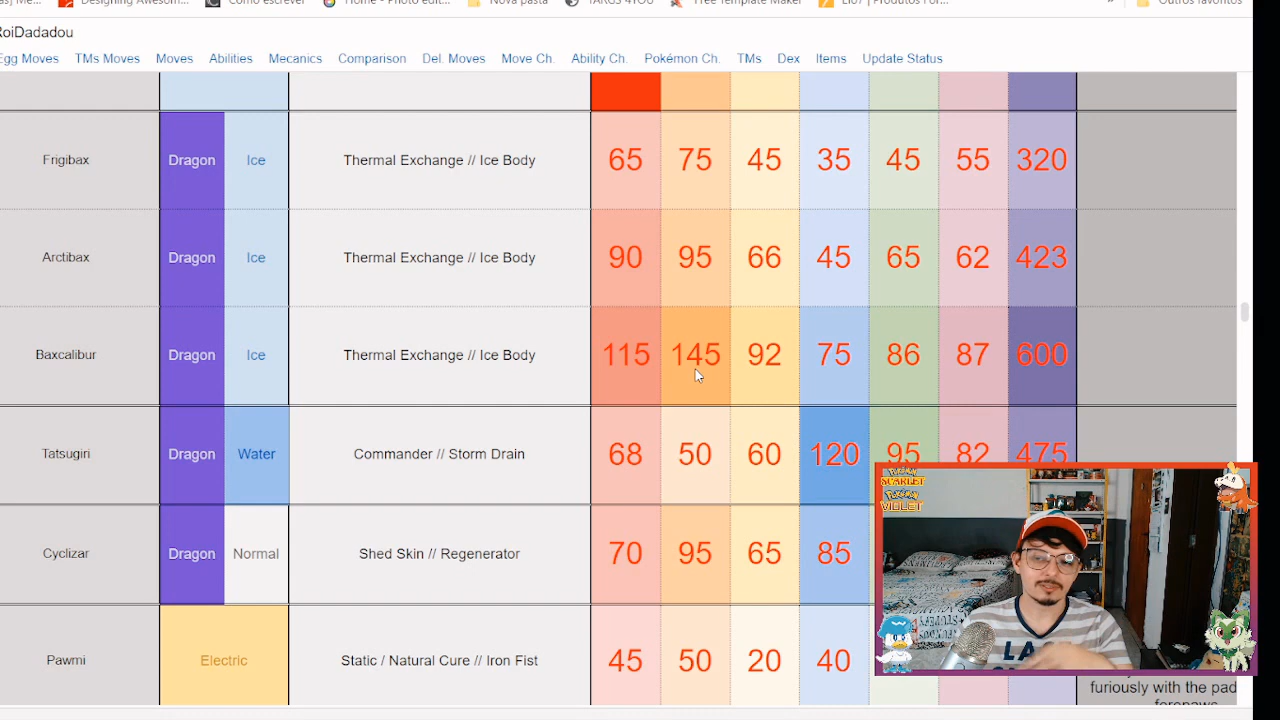 Designing Awesom...
Como escrever
Home - Photo edit...
Nova pasta
TARGS 4YOU
Free Template Maker
Outros favoritos
RoiDadadou
Egg Moves TMs Moves Moves Abilities Mecanics Comparison Del. Moves Move Ch. Ability Ch. Pokémon Ch. TMs Dex Items Update Status
Frigibax Dragon Ice Thermal Exchange // Ice Body 65 75 45 35 45 55 320
Arctibax Dragon Ice Thermal Exchange // Ice Body 90 95 66 45 65 62 423
Baxcalibur Dragon Ice Thermal Exchange // Ice Body 115 145 92 75 86 87 600
Tatsugiri Dragon Water Commander // Storm Drain 68 50 60 120 95 82 475
Cyclizar Dragon Normal Shed Skin // Regenerator 70 95 65 85
Pawmi Electric Static / Natural Cure // Iron Fist 45 50 20 40
furiously with the pad
forepaws
POKÉMON
SCARLET
POKÉMON
VIOLET